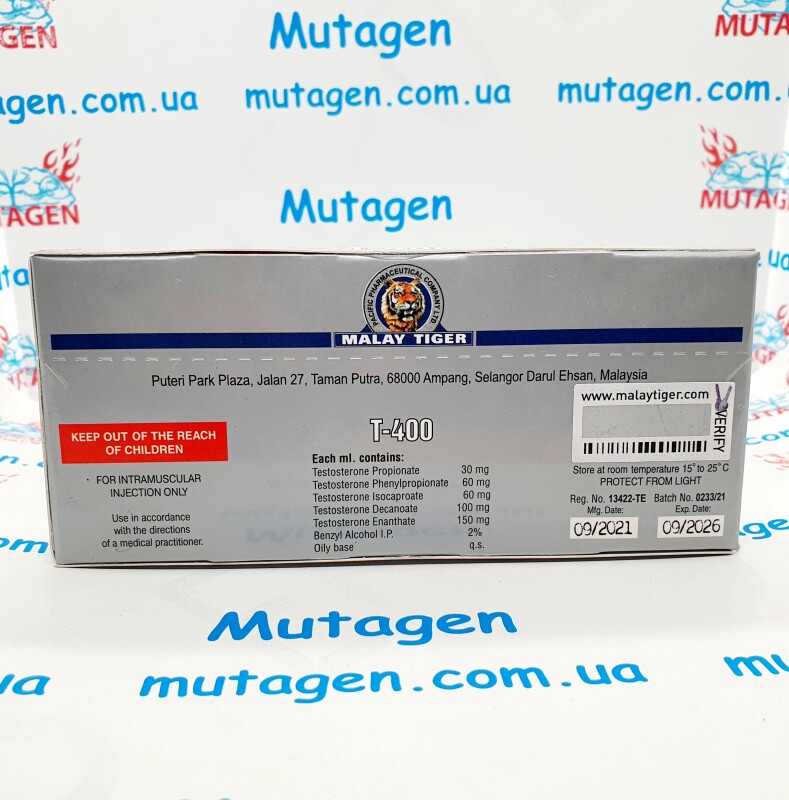 Mutagen
MUTAGEN
MUTA
agen.com.ua
mutagen.com.ua
mutagen.com.u
MUTAGEN
MUTAGEN
Mutagen
PACIFIC PHARMACEUTICAL COMPANY LTD
MALAY TIGER
Puteri Park Plaza, Jalan 27, Taman Putra, 68000 Ampang, Selangor Darul Ehsan, Malaysia
KEEP OUT OF THE REACH
OF CHILDREN
FOR INTRAMUSCULAR
INJECTION ONLY
Use in accordance
with the directions
of a medical practitioner.
T-400
Each ml. contains:
Testosterone Propionate 30 mg
Testosterone Phenylpropionate 60 mg
Testosterone Isocaproate 60 mg
Testosterone Decanoate 100 mg
Testosterone Enanthate 150 mg
Benzyl Alcohol I.P. 2%
Oily base q.s.
www.malaytiger.com
VERIFY
Store at room temperature 15° to 25° C
PROTECT FROM LIGHT
Reg. No. 13422-TE Batch No. 0233/21
Mfg. Date: Exp. Date:
09/2021 09/2026
Mutagen
mutagen.com.ua
ua